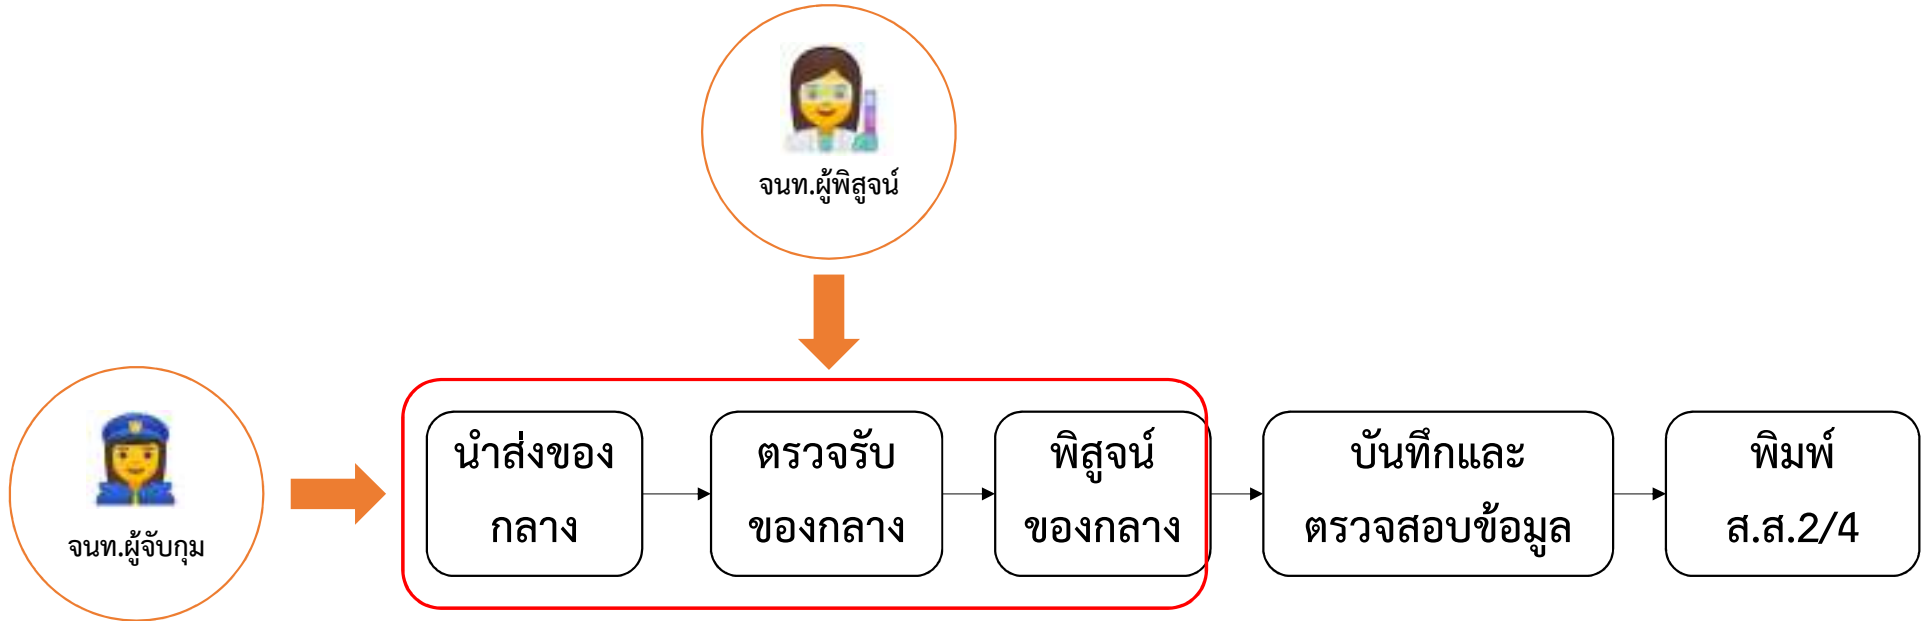 จนท.ผู้พิสูจน์
จนท.ผู้จับกุม
นำส่งของ
กลาง
ตรวจรับ
ของกลาง
พิสูจน์
ของกลาง
บันทึกและ
ตรวจสอบข้อมูล
พิมพ์
ส.ส.2/4